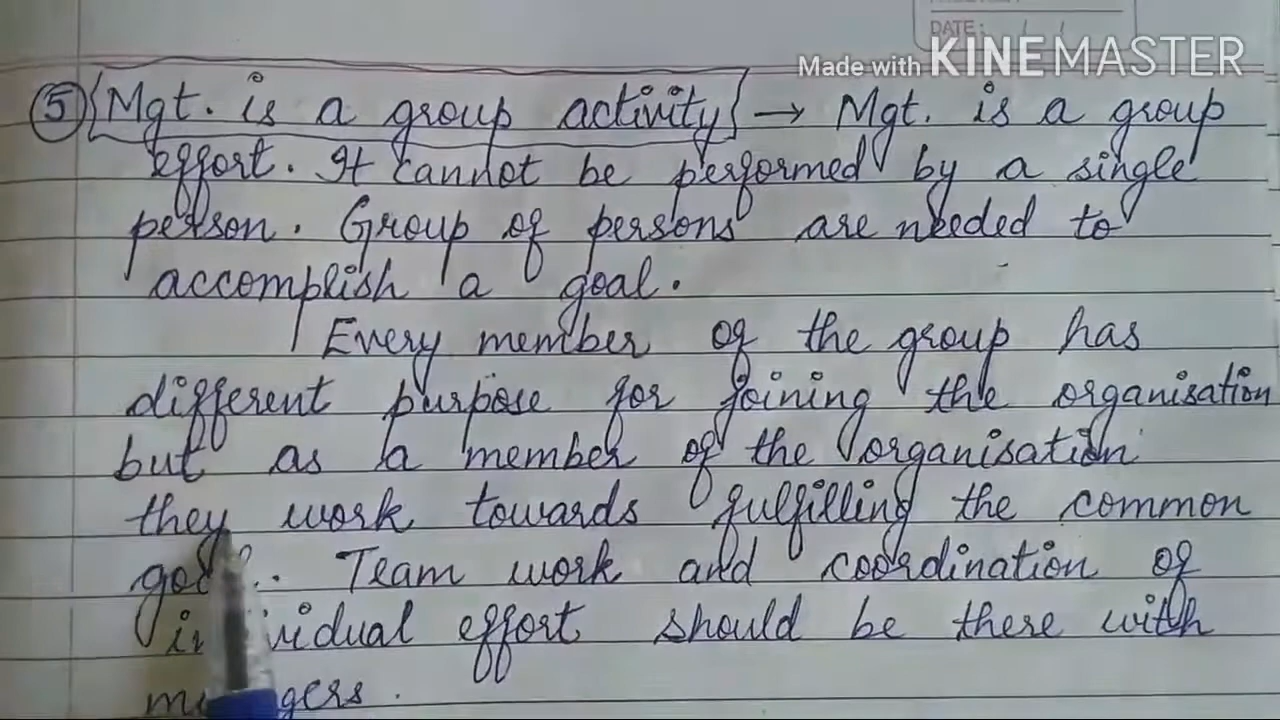 DATE: / /
Made with KINEMASTER
5 Mgt. is a group activity → Mgt. is a group
effort. It cannot be performed by a single
person. Group of persons are needed to
accomplish a goal.
Every member of the group has
different purpose for joining the organisation
but as a member of the organisation
they work towards fulfilling the common
Team work and coordination of
effort should be there with